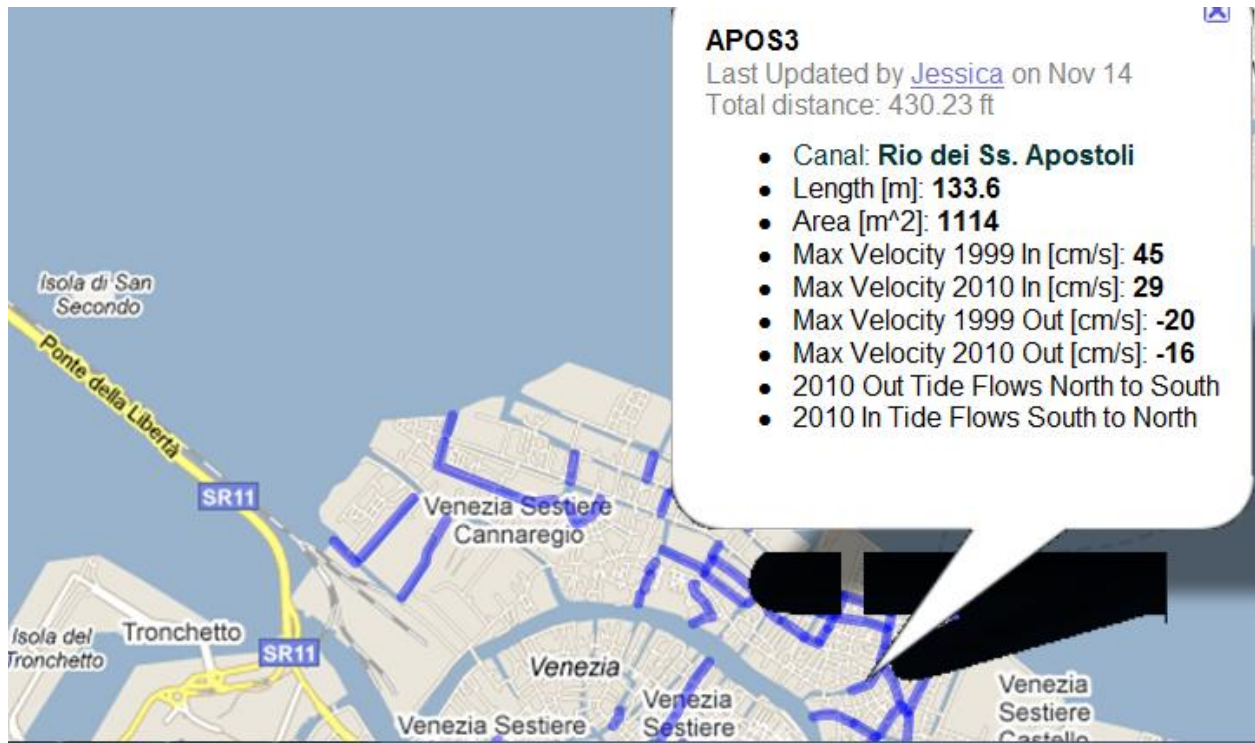 APOS3
Last Updated by Jessica on Nov 14
Total distance: 430.23 ft
• Canal: Rio dei Ss. Apostoli
• Length [m]: 133.6
• Area [m^2]: 1114
• Max Velocity 1999 In [cm/s]: 45
• Max Velocity 2010 In [cm/s]: 29
• Max Velocity 1999 Out [cm/s]: -20
• Max Velocity 2010 Out [cm/s]: -16
• 2010 Out Tide Flows North to South
• 2010 In Tide Flows South to North
Isola di San
Secondo
Ponte della Libertà
SR11
Venezia Sestiere
Cannaregio
Isola del
Tronchetto
Tronchetto
SR11
Venezia
Venezia Sestiere
Venezia
Sestiere
Venezia
Sestiere
Castello